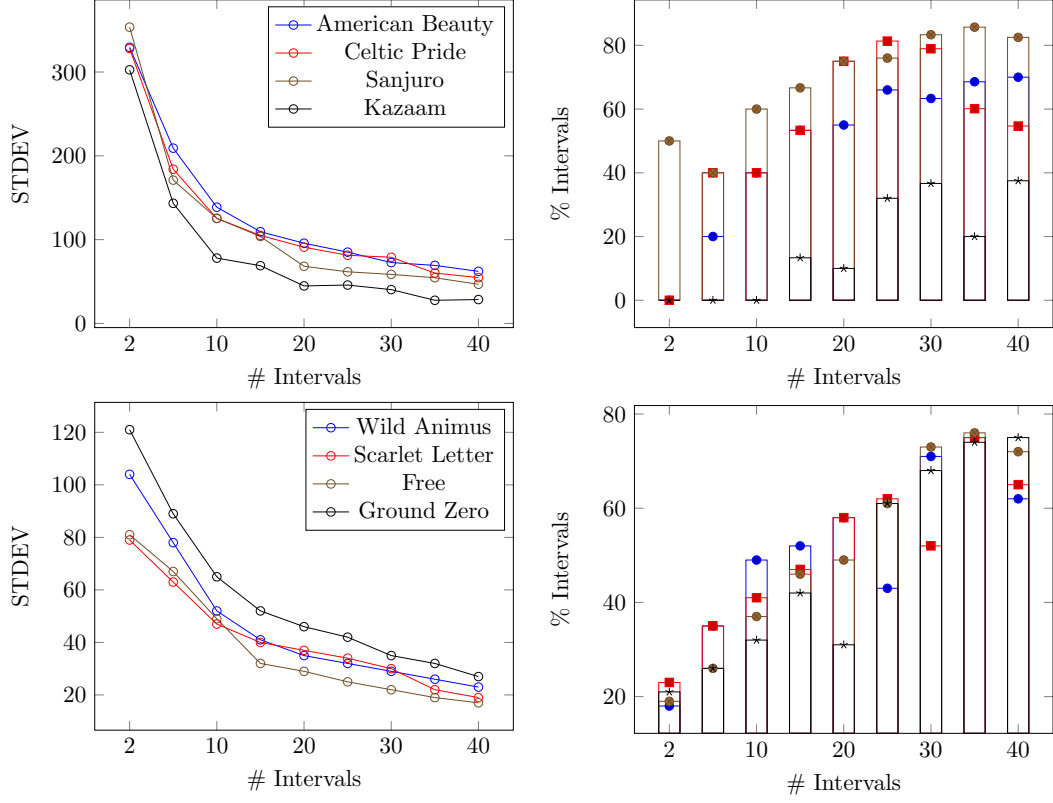 American Beauty
Celtic Pride
Sanjuro
Kazaam
STDEV
300
200
100
0
2
10
20
30
40
# Intervals
% Intervals
80
60
40
20
0
2
10
20
30
40
# Intervals
Wild Animus
Scarlet Letter
Free
Ground Zero
STDEV
120
100
80
60
40
20
2
10
20
30
40
# Intervals
% Intervals
80
60
40
20
2
10
20
30
40
# Intervals